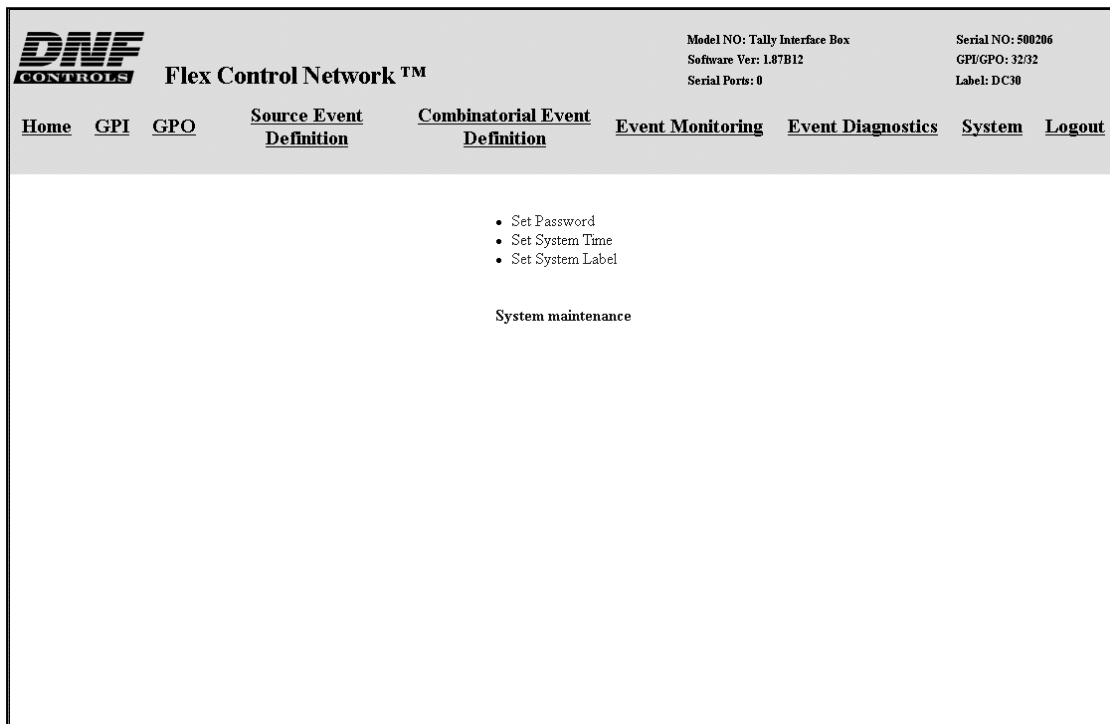 DNF
CONTROLS
Flex Control Network ™
Model NO: Tally Interface Box
Software Ver: 1.87B12
Serial Ports: 0
Serial NO: 500206
GPI/GPO: 32/32
Label: DC30
Home GPI GPO Source Event Definition Combinatorial Event Definition Event Monitoring Event Diagnostics System Logout
• Set Password
• Set System Time
• Set System Label
System maintenance